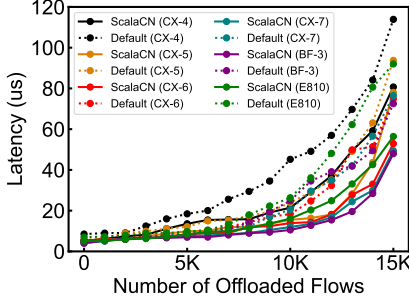 120
100
80
60
40
20
0
Latency (us)
ScalaCN (CX-4)
Default (CX-4)
ScalaCN (CX-5)
Default (CX-5)
ScalaCN (CX-6)
Default (CX-6)
ScalaCN (CX-7)
Default (CX-7)
ScalaCN (BF-3)
Default (BF-3)
ScalaCN (E810)
Default (E810)
0 5K 10K 15K
Number of Offloaded Flows